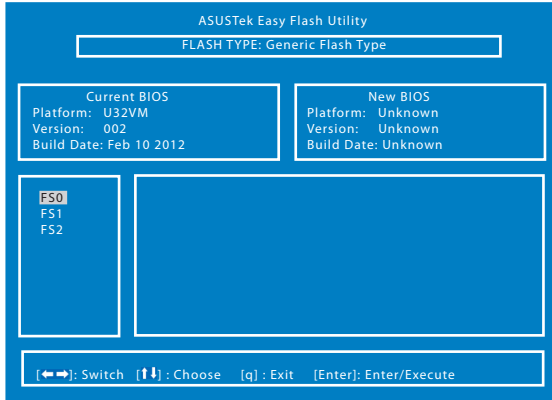 ASUSTek Easy Flash Utility
FLASH TYPE: Generic Flash Type
Current BIOS
Platform: U32VM
Version: 002
Build Date: Feb 10 2012
New BIOS
Platform: Unknown
Version: Unknown
Build Date: Unknown
FS0
FS1
FS2
[⬅➡]: Switch [⬆⬇] : Choose [q] : Exit [Enter]: Enter/Execute